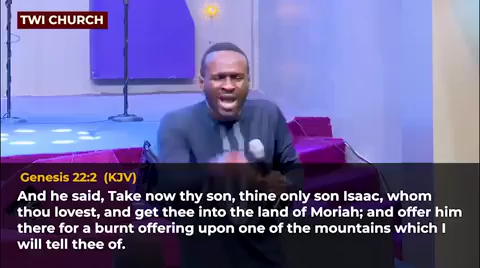 TWI CHURCH
Genesis 22:2 (KJV)
And he said, Take now thy son, thine only son Isaac, whom
thou lovest, and get thee into the land of Moriah; and offer him
there for a burnt offering upon one of the mountains which I
will tell thee of.